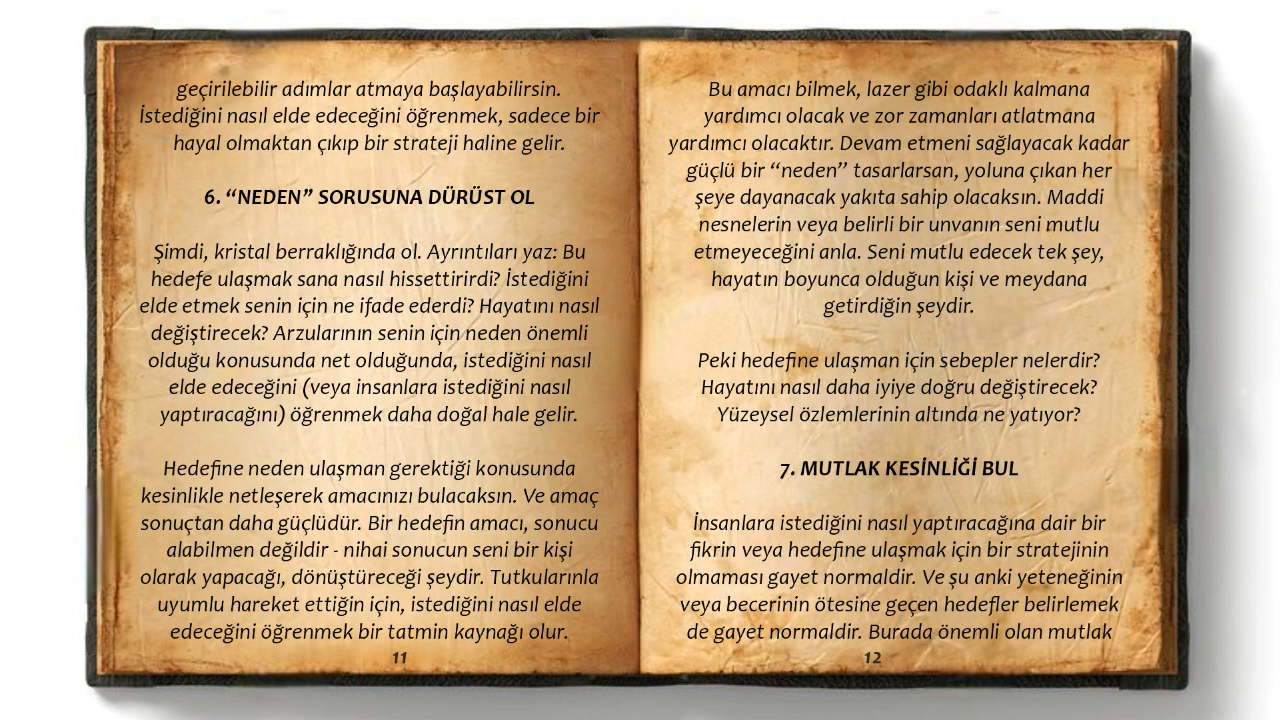 geçirilebilir adımlar atmaya başlayabilirsin.
İstediğini nasıl elde edeceğini öğrenmek, sadece bir
hayal olmaktan çıkıp bir strateji haline gelir.
6. “NEDEN” SORUSUNA DÜRÜST OL
Şimdi, kristal berraklığında ol. Ayrıntıları yaz: Bu
hedefe ulaşmak sana nasıl hissettirirdi? İstediğini
elde etmek senin için ne ifade ederdi? Hayatını nasıl
değiştirecek? Arzularının senin için neden önemli
olduğu konusunda net olduğunda, istediğini nasıl
elde edeceğini (veya insanlara istediğini nasıl
yaptıracağını) öğrenmek daha doğal hale gelir.
Hedefine neden ulaşman gerektiği konusunda
kesinlikle netleşerek amacınızı bulacaksın. Ve amaç
sonuçtan daha güçlüdür. Bir hedefin amacı, sonucu
alabilmen değildir - nihai sonucun seni bir kişi
olarak yapacağı, dönüştüreceği şeydir. Tutkularınla
uyumlu hareket ettiğin için, istediğini nasıl elde
edeceğini öğrenmek bir tatmin kaynağı olur.
11
Bu amacı bilmek, lazer gibi odaklı kalmana
yardımcı olacak ve zor zamanları atlatmana
yardımcı olacaktır. Devam etmeni sağlayacak kadar
güçlü bir “neden” tasarlarsan, yoluna çıkan her
şeye dayanacak yakıta sahip olacaksın. Maddi
nesnelerin veya belirli bir unvanın seni mutlu
etmeyeceğini anla. Seni mutlu edecek tek şey,
hayatın boyunca olduğun kişi ve meydana
getirdiğin şeydir.
Peki hedefine ulaşman için sebepler nelerdir?
Hayatını nasıl daha iyiye doğru değiştirecek?
Yüzeysel özlemlerinin altında ne yatıyor?
7. MUTLAK KESİNLİĞİ BUL
İnsanlara istediğini nasıl yaptıracağına dair bir
fikrin veya hedefine ulaşmak için bir stratejinin
olmaması gayet normaldir. Ve şu anki yeteneğinin
veya becerinin ötesine geçen hedefler belirlemek
de gayet normaldir. Burada önemli olan mutlak
12